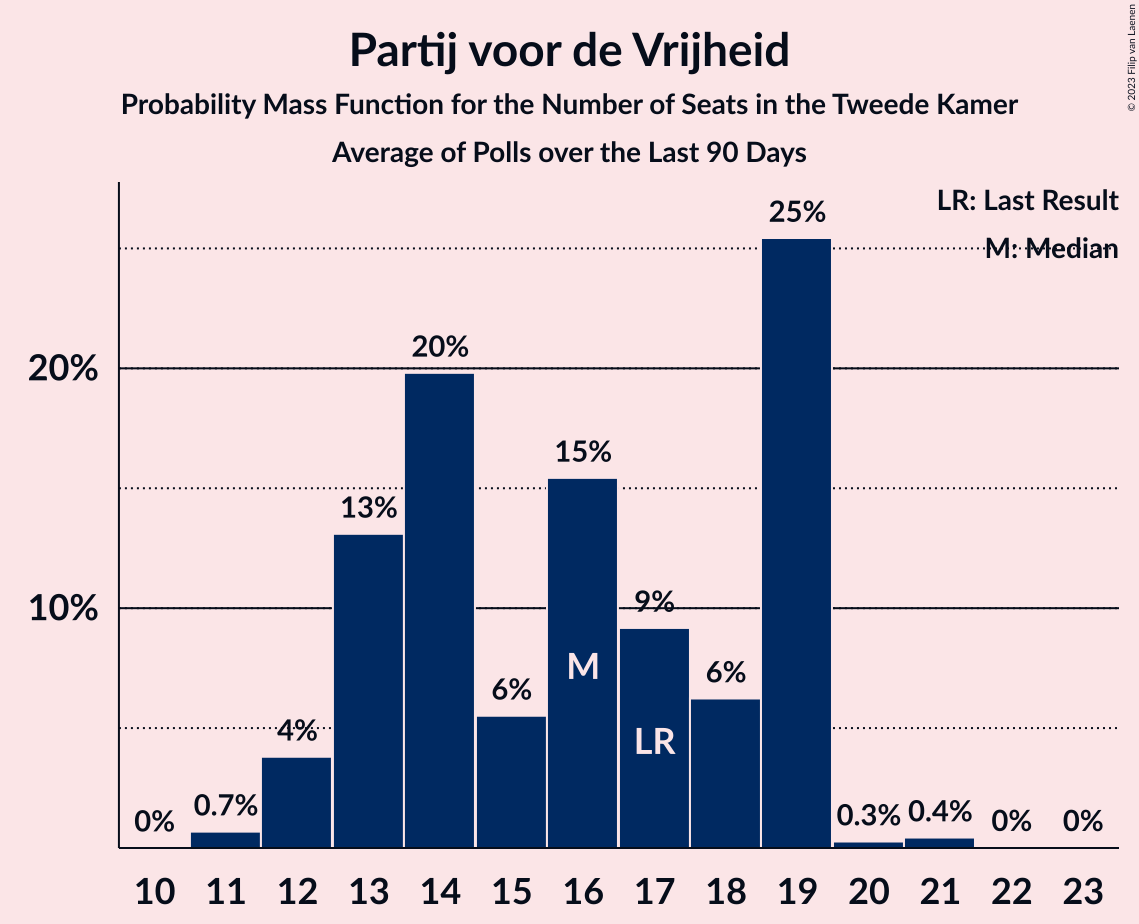 Partij voor de Vrijheid
Probability Mass Function for the Number of Seats in the Tweede Kamer
Average of Polls over the Last 90 Days
© 2023 Filip van Laenen
LR: Last Result
M: Median
25%
20%
20%
15%
13%
10%
9%
M
6%
6%
LR
4%
0%
0.7%
0.3%
0.4%
0%
0%
10 11 12 13 14 15 16 17 18 19 20 21 22 23